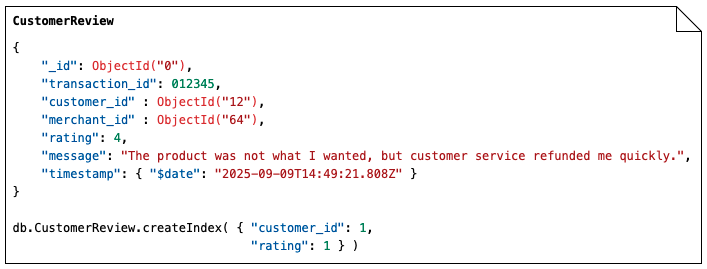 CustomerReview
{
    "_id": ObjectId("0"),
    "transaction_id": 012345,
    "customer_id" : ObjectId("12"),
    "merchant_id" : ObjectId("64"),
    "rating": 4,
    "message": "The product was not what I wanted, but customer service refunded me quickly.",
    "timestamp": { "$date": "2025-09-09T14:49:21.808Z" }
}
db.CustomerReview.createIndex( { "customer_id": 1,
                                 "rating": 1 } )